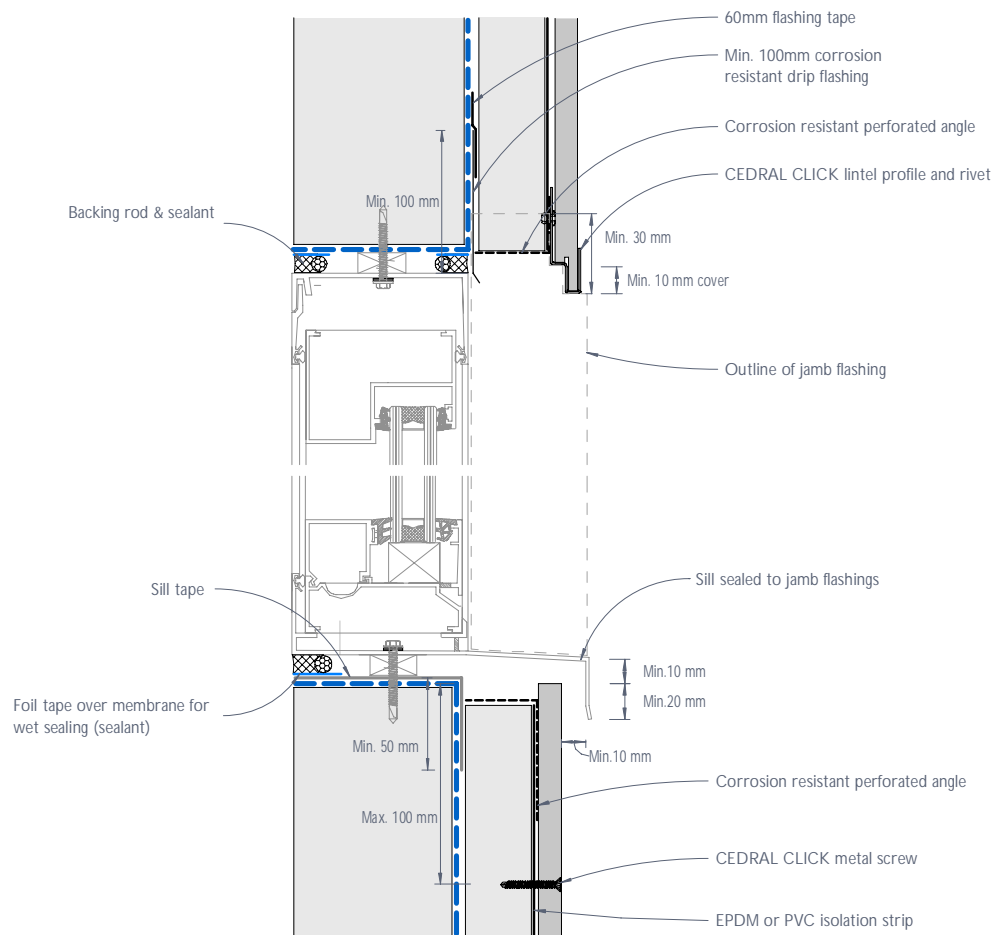 60mm flashing tape
Min. 100mm corrosion
resistant drip flashing
Corrosion resistant perforated angle
CEDRAL CLICK lintel profile and rivet
Min. 100 mm
Backing rod & sealant
Min. 30 mm
Min. 10 mm cover
Outline of jamb flashing
Sill tape
Sill sealed to jamb flashings
Min.10 mm
Min.20 mm
Foil tape over membrane for
wet sealing (sealant)
Min. 50 mm
Min.10 mm
Corrosion resistant perforated angle
Max. 100 mm
CEDRAL CLICK metal screw
EPDM or PVC isolation strip